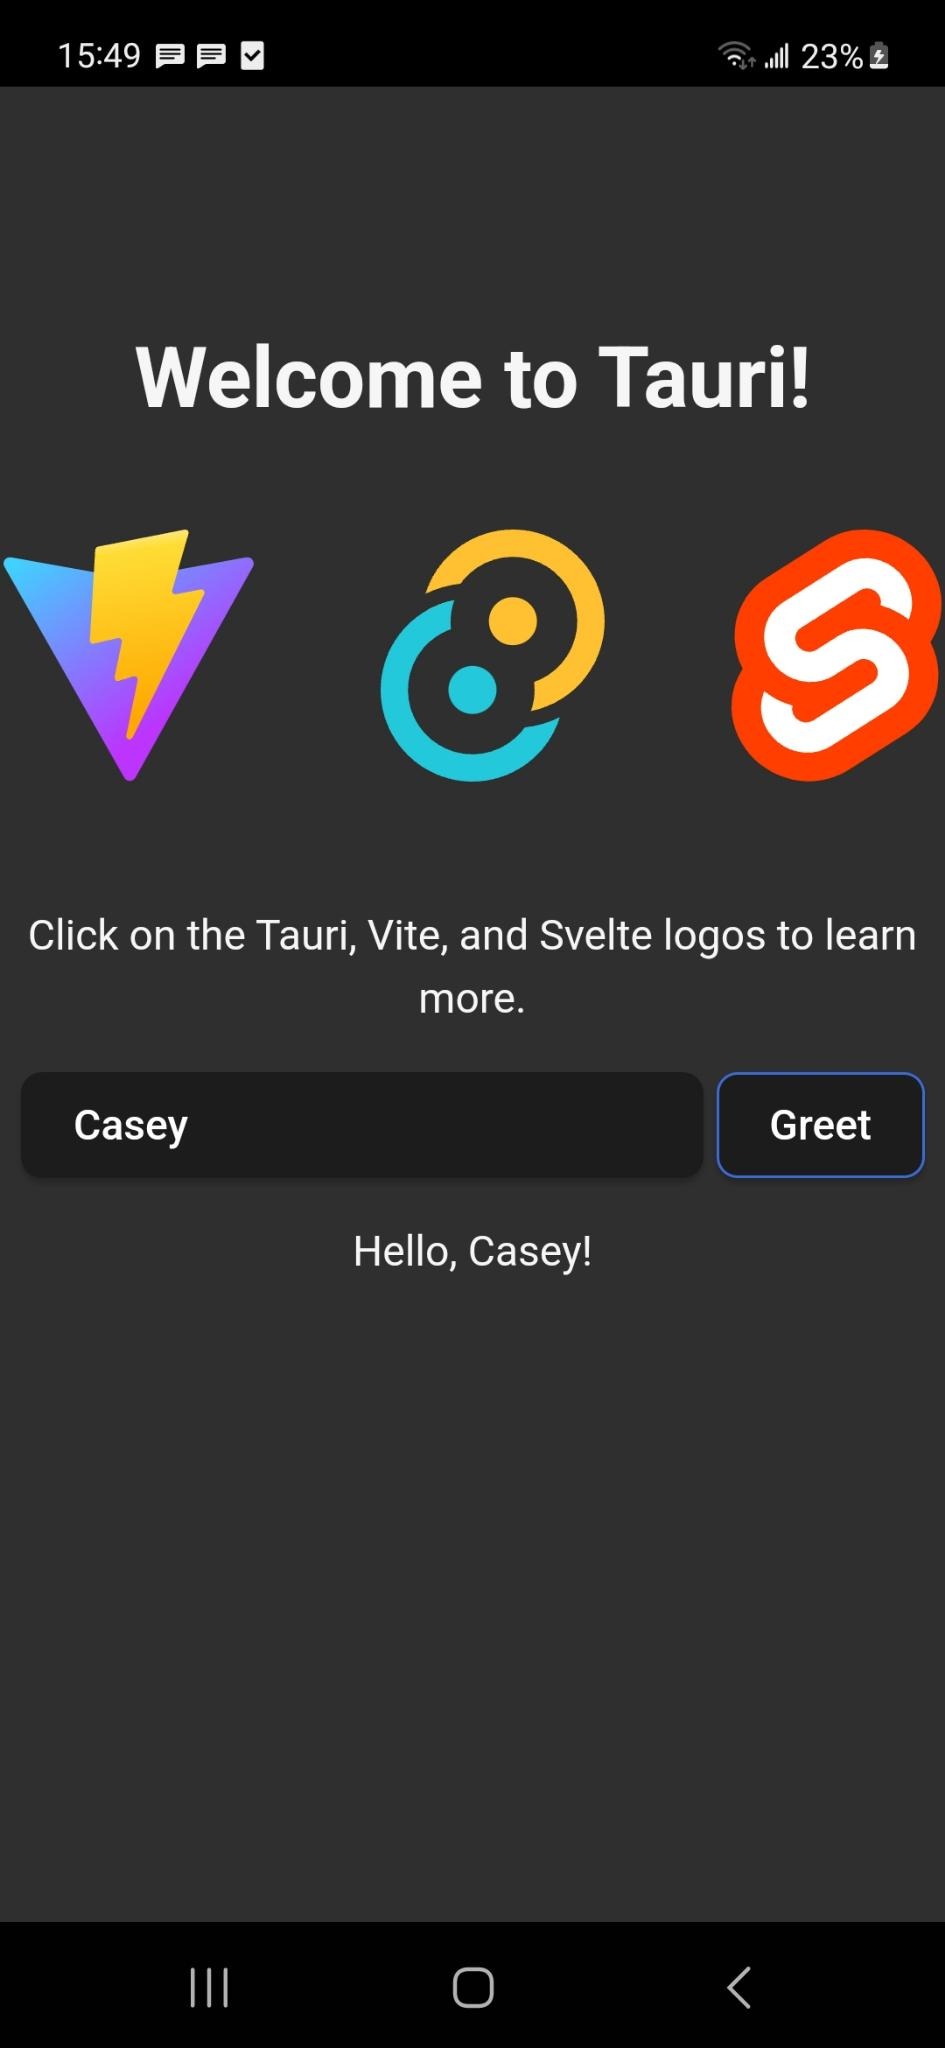 15:49 23%
Welcome to Tauri!
Click on the Tauri, Vite, and Svelte logos to learn
more.
Casey Greet
Hello, Casey!